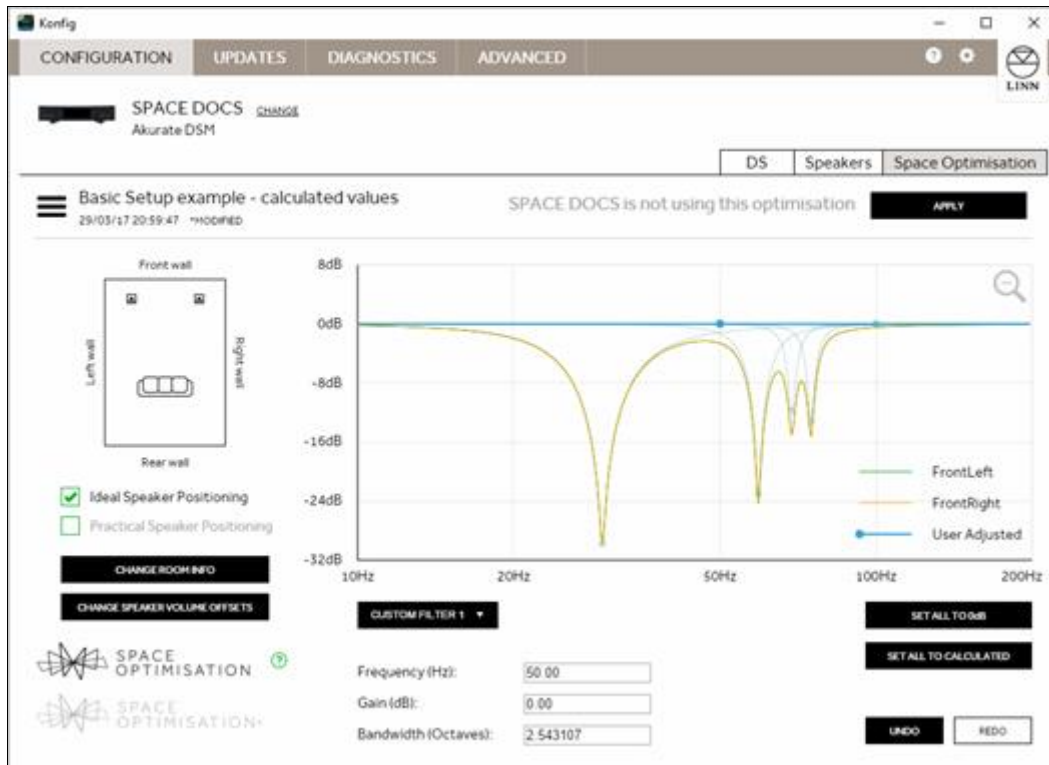 Konfig
CONFIGURATION UPDATES DIAGNOSTICS ADVANCED
LINN
SPACE DOCS CHANGE
Akurate DSM
DS Speakers Space Optimisation
Basic Setup example - calculated values
29/03/17 20:59:47 *MODIFIED
SPACE DOCS is not using this optimisation APPLY
Front wall
Left wall
Right wall
Rear wall
8dB
0dB
-8dB
-16dB
-24dB
-32dB
10Hz 20Hz 50Hz 100Hz 200Hz
FrontLeft
FrontRight
User Adjusted
Ideal Speaker Positioning
Practical Speaker Positioning
CHANGE ROOM INFO
CHANGE SPEAKER VOLUME OFFSETS
SPACE
OPTIMISATION ?
SPACE
OPTIMISATION+
CUSTOM FILTER 1
SET ALL TO 0dB
SET ALL TO CALCULATED
Frequency (Hz): 50.00
Gain (dB): 0.00
Bandwidth (Octaves): 2.543107
UNDO REDO